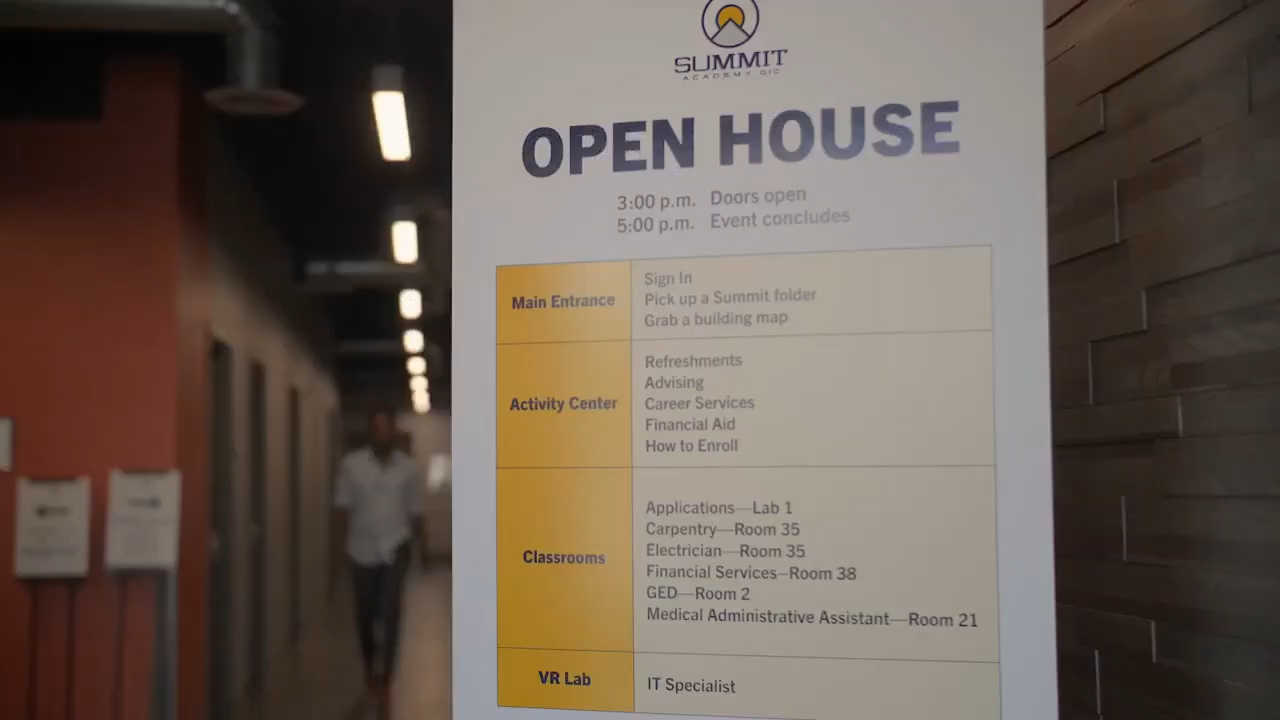 SUMMIT
ACADEMY OIC
OPEN HOUSE
3:00 p.m. Doors open
5:00 p.m. Event concludes
Main Entrance
Sign In
Pick up a Summit folder
Grab a building map
Activity Center
Refreshments
Advising
Career Services
Financial Aid
How to Enroll
Classrooms
Applications—Lab 1
Carpentry—Room 35
Electrician—Room 35
Financial Services—Room 38
GED—Room 2
Medical Administrative Assistant—Room 21
VR Lab
IT Specialist